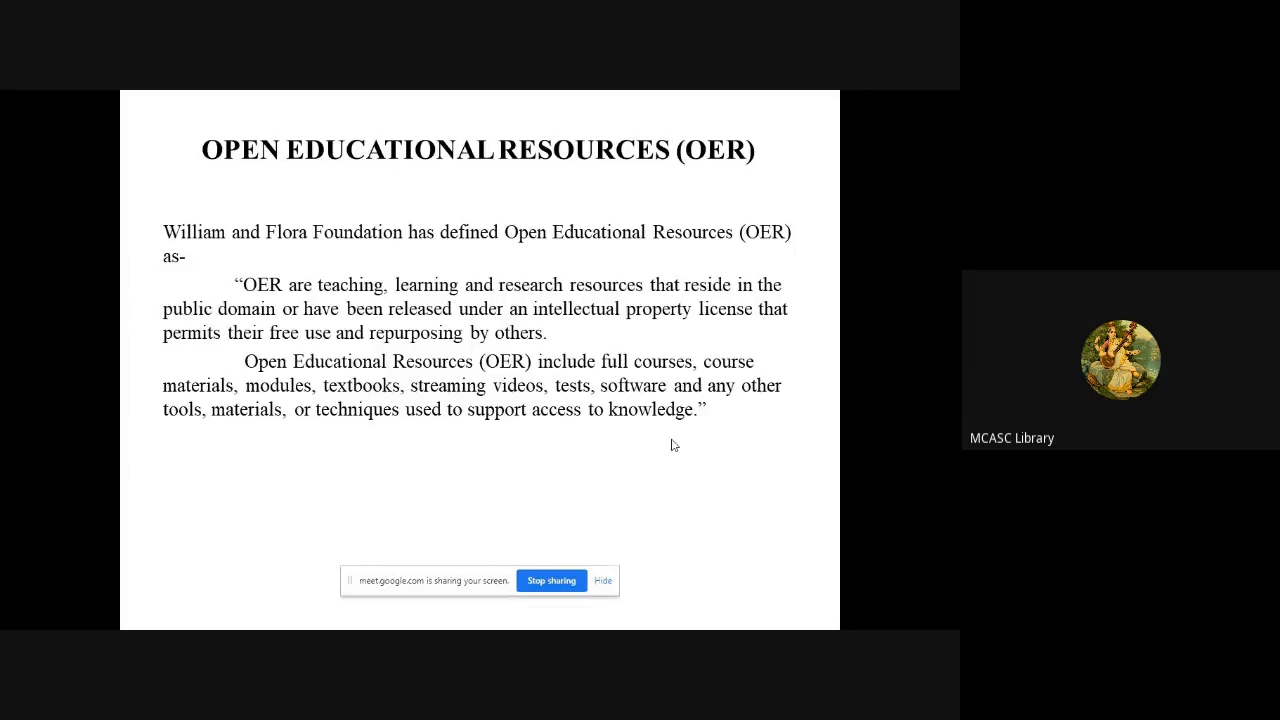 OPEN EDUCATIONAL RESOURCES (OER)
William and Flora Foundation has defined Open Educational Resources (OER)
as-
“OER are teaching, learning and research resources that reside in the
public domain or have been released under an intellectual property license that
permits their free use and repurposing by others.
Open Educational Resources (OER) include full courses, course
materials, modules, textbooks, streaming videos, tests, software and any other
tools, materials, or techniques used to support access to knowledge.”
meet.google.com is sharing your screen. Stop sharing Hide
MCASC Library